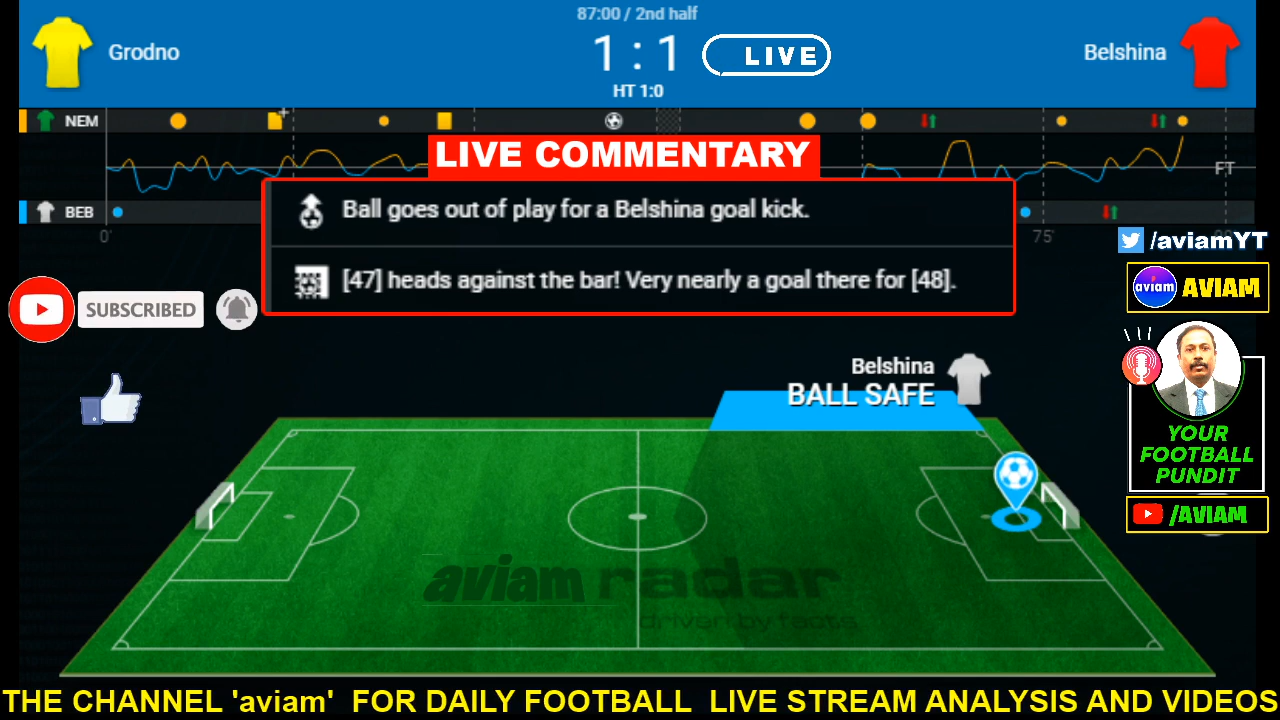 87:00 / 2nd half
Grodno
1 : 1
LIVE
Belshina
HT 1:0
NEM
LIVE COMMENTARY
FT
Ball goes out of play for a Belshina goal kick.
BEB
0'
75'
/aviamYT
[47] heads against the bar! Very nearly a goal there for [48].
aviam
AVIAM
SUBSCRIBED
Belshina
BALL SAFE
YOUR
FOOTBALL
PUNDIT
/AVIAM
aviam radar
driven by facts
THE CHANNEL 'aviam' FOR DAILY FOOTBALL LIVE STREAM ANALYSIS AND VIDEOS